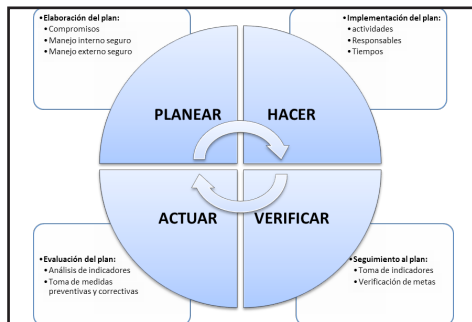 •Elaboración del plan:
•Compromisos
•Manejo interno seguro
•Manejo externo seguro
•Implementación del plan:
•actividades
•Responsables
•Tiempos
PLANEAR
HACER
ACTUAR
VERIFICAR
•Evaluación del plan:
•Análisis de indicadores
•Toma de medidas
preventivas y correctivas
•Seguimiento al plan:
•Toma de indicadores
•Verificación de metas